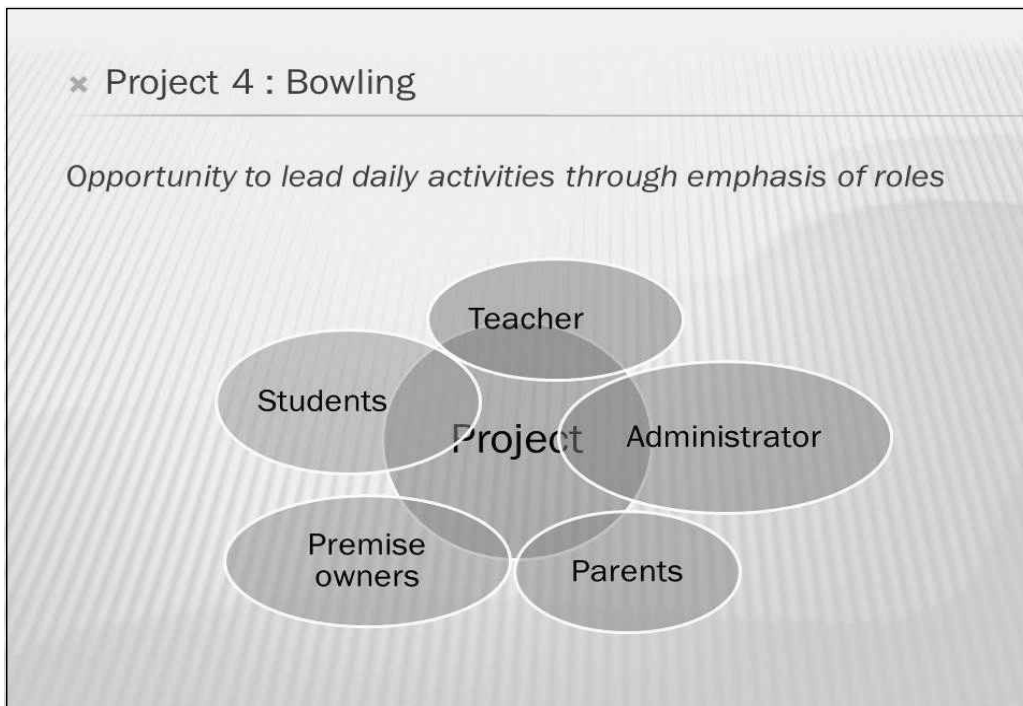 Project 4 : Bowling
Opportunity to lead daily activities through emphasis of roles
Teacher
Students
Project
Administrator
Premise
owners
Parents